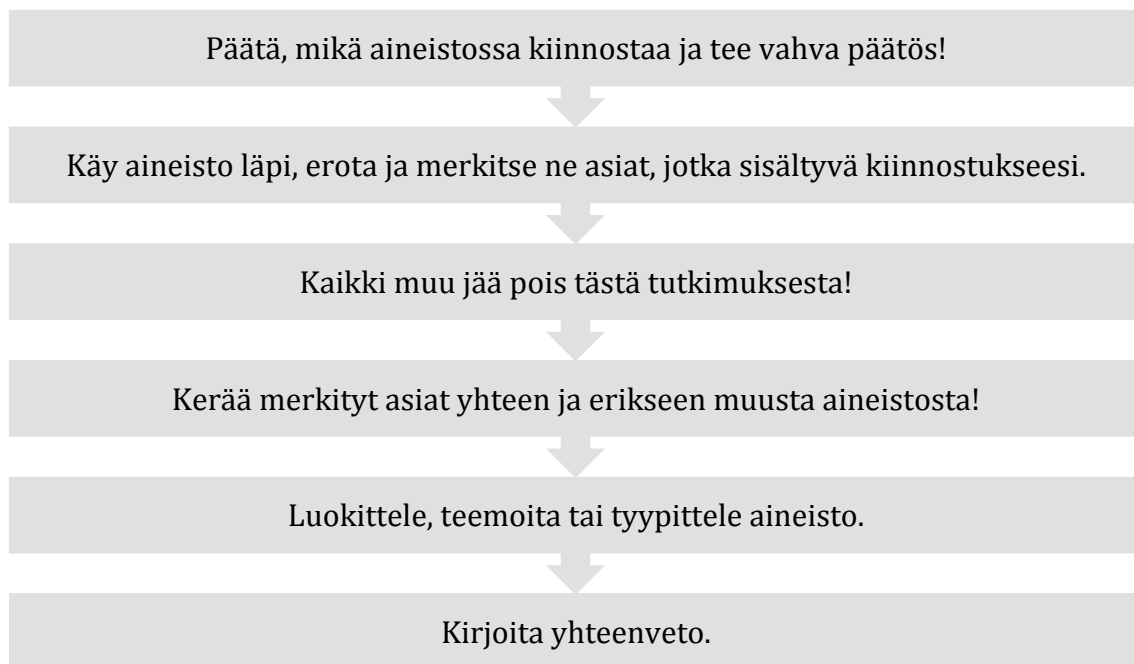 Päätä, mikä aineistossa kiinnostaa ja tee vahva päätös!
Käy aineisto läpi, erota ja merkitse ne asiat, jotka sisältyvä kiinnostukseesi.
Kaikki muu jää pois tästä tutkimuksesta!
Kerää merkityt asiat yhteen ja erikseen muusta aineistosta!
Luokittele, teemoita tai tyypittele aineisto.
Kirjoita yhteenveto.